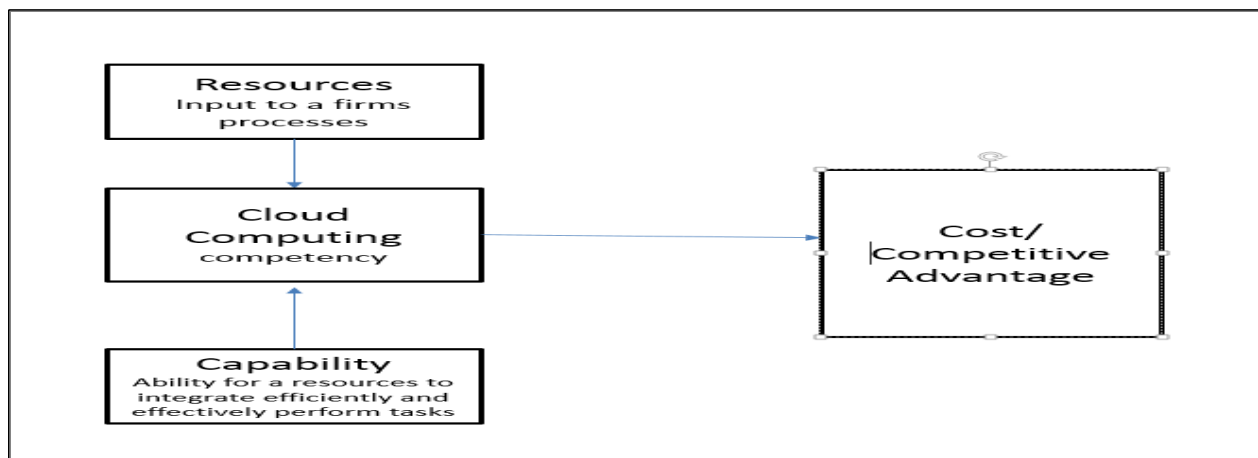 Resources
Input to a firms
processes
Cloud
Computing
competency
Cost/
Competitive
Advantage
Capability
Ability for a resources to
integrate efficiently and
effectively perform tasks